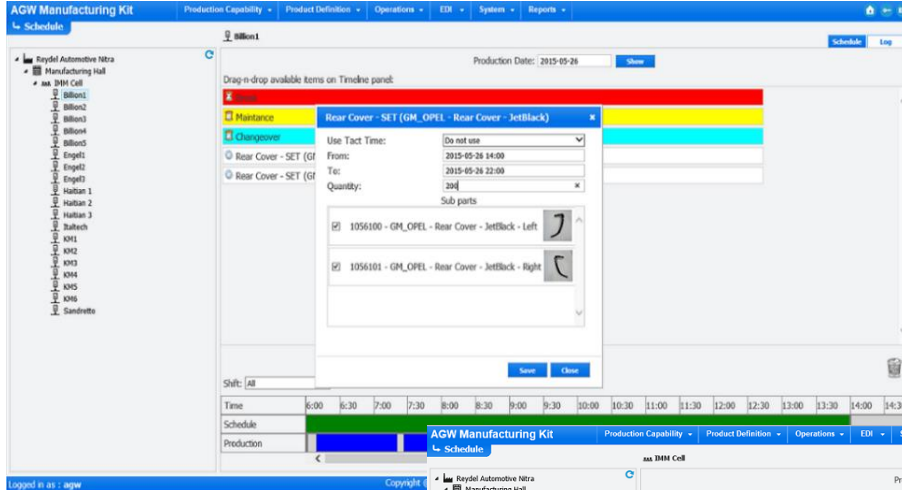 AGW Manufacturing Kit
Production Capability
Product Definition
Operations
EDI
System
Reports
Schedule
Billion1
Schedule
Log
Reydel Automotive Nitra
Manufacturing Hall
IMM Cell
Billion1
Billion2
Billion3
Billion4
Billion5
Engel1
Engel2
Engel3
Haitian 1
Haitian 2
Haitian 3
Italtech
KM1
KM2
KM3
KM4
KM5
KM6
Sandretto
Production Date: 2015-05-26 Show
Drag-n-drop available items on Timeline panel:
Maintance
Changeover
Rear Cover - SET (GM
Rear Cover - SET (GM
Rear Cover - SET (GM_OPEL - Rear Cover - JetBlack)
Use Tact Time: Do not use
From: 2015-05-26 14:00
To: 2015-05-26 22:00
Quantity: 200
Sub parts
1056100 - GM_OPEL - Rear Cover - JetBlack - Left
1056101 - GM_OPEL - Rear Cover - JetBlack - Right
Save Close
Shift: All
Time 6:00 6:30 7:00 7:30 8:00 8:30 9:00 9:30 10:00 10:30 11:00 11:30 12:00 12:30 13:00 13:30 14:00 14:3
Schedule
Production
Logged in as : agw
Copyright
AGW Manufacturing Kit
Production Capability
Product Definition
Operations
EDI
Schedule
IMM Cell
Reydel Automotive Nitra
Manufacturing Hall
Pr